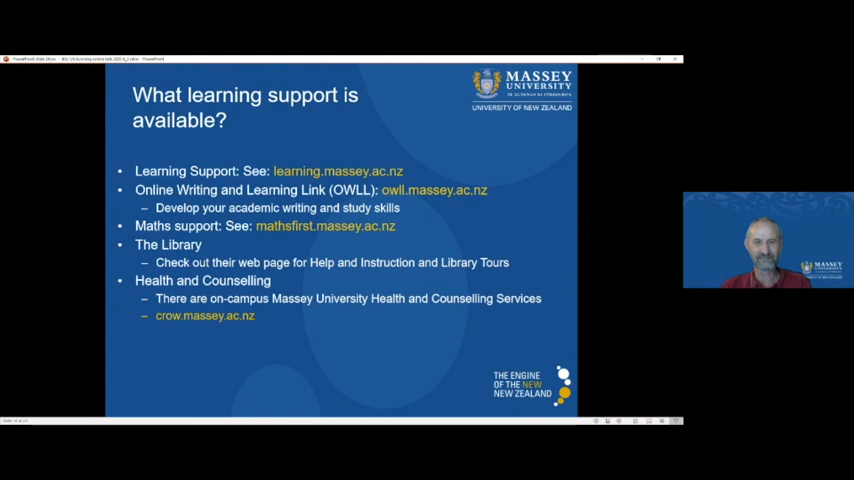 What learning support is
available?
MASSEY
UNIVERSITY
UNIVERSITY OF NEW ZEALAND
• Learning Support: See: learning.massey.ac.nz
• Online Writing and Learning Link (OWLL): owll.massey.ac.nz
– Develop your academic writing and study skills
• Maths support: See: mathsfirst.massey.ac.nz
• The Library
– Check out their web page for Help and Instruction and Library Tours
• Health and Counselling
– There are on-campus Massey University Health and Counselling Services
– crow.massey.ac.nz
THE ENGINE
OF THE NEW
NEW ZEALAND
MASSEY